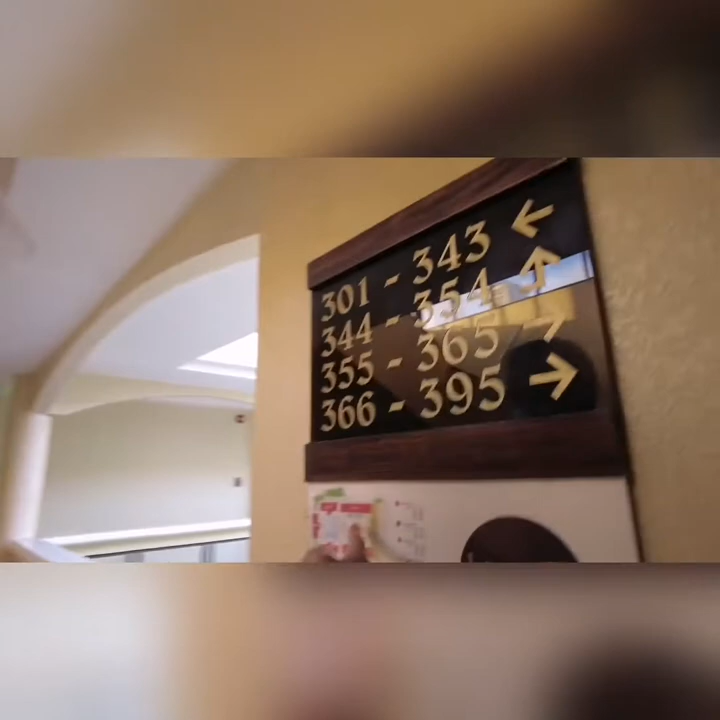 301 - 343 ←
344 - 354 ↑
355 - 365 →
366 - 395 →